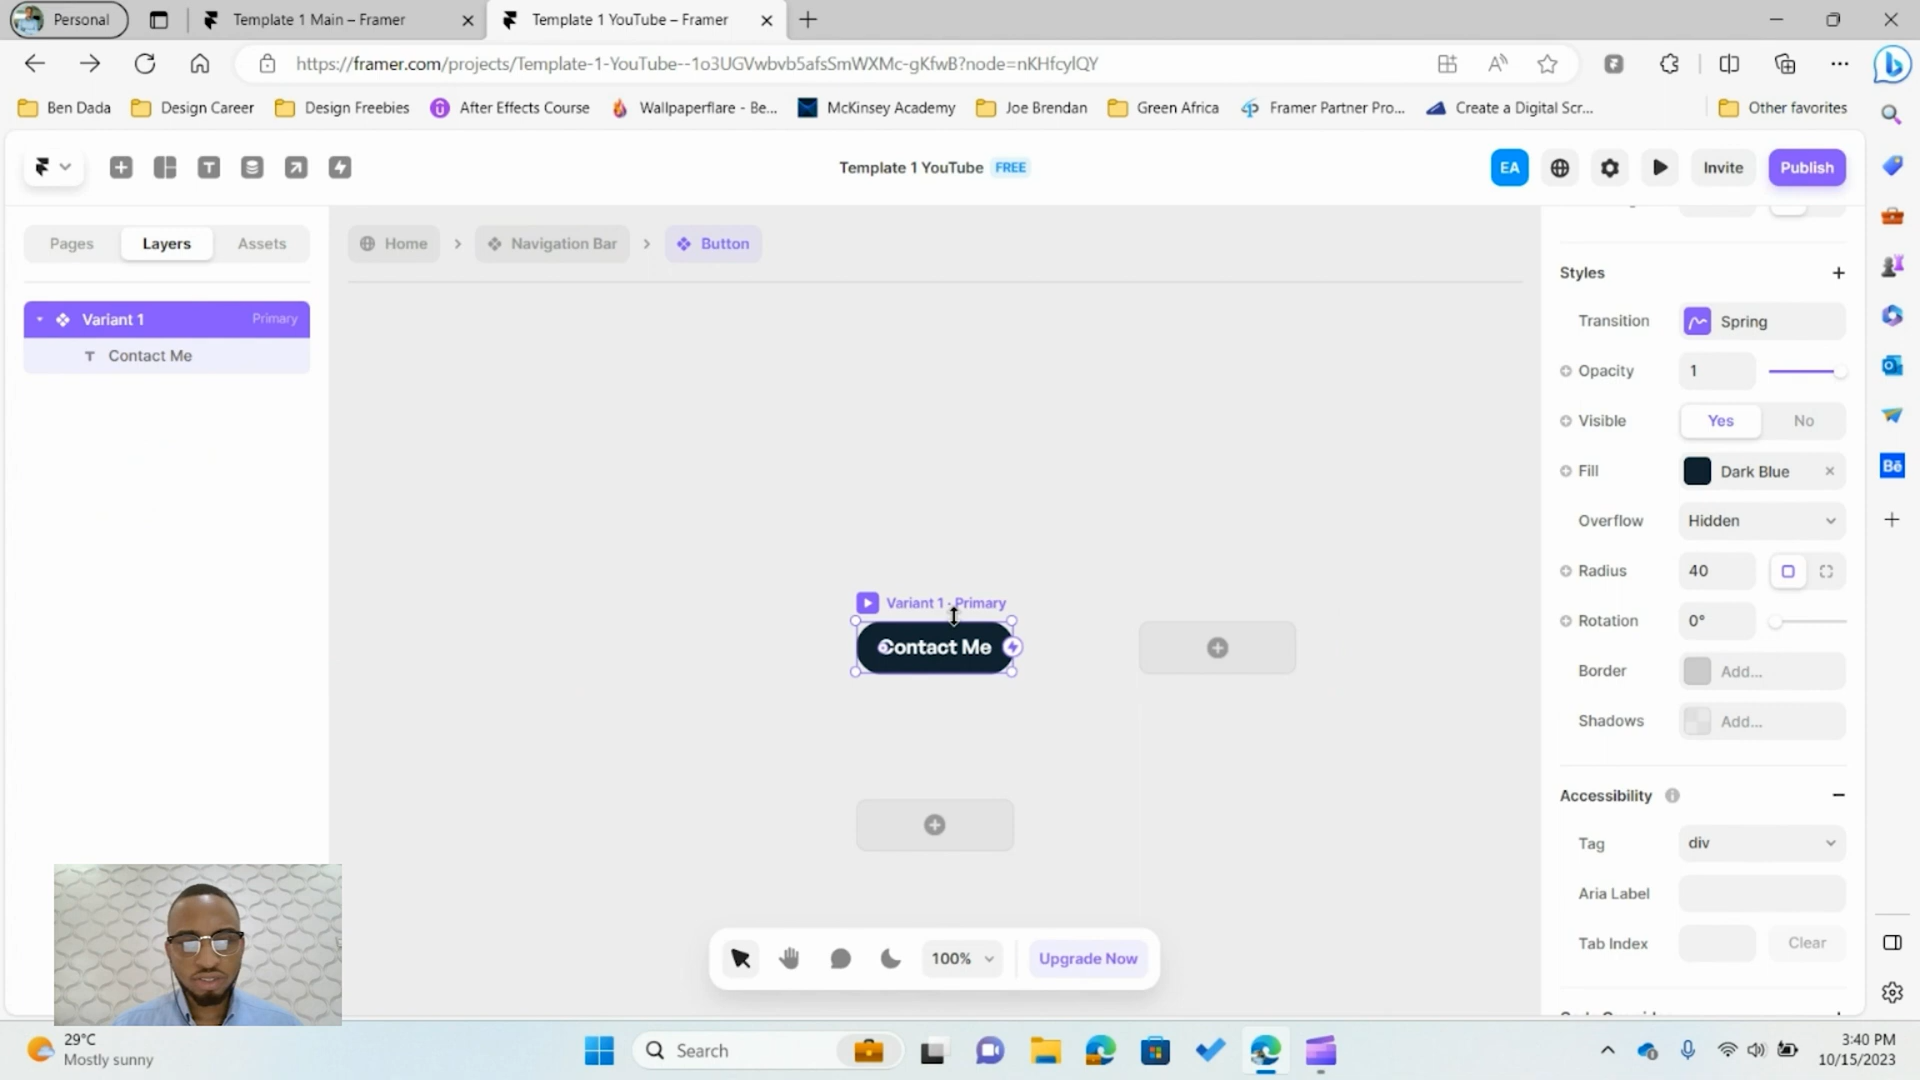 Personal
Template 1 Main – Framer
Template 1 YouTube – Framer
https://framer.com/projects/Template-1-YouTube--1o3UGVwbvb5afsSmWXMc-gKfwB?node=nKHfcylQY
Ben Dada
Design Career
Design Freebies
After Effects Course
Wallpaperflare - Be...
McKinsey Academy
Joe Brendan
Green Africa
Framer Partner Pro...
Create a Digital Scr...
Other favorites
Template 1 YouTube FREE
EA
Invite
Publish
Pages
Layers
Assets
Home
Navigation Bar
Button
Variant 1
Primary
Contact Me
Variant 1 · Primary
Contact Me
Styles
Transition
Spring
Opacity
1
Visible
Yes
No
Fill
Dark Blue
Overflow
Hidden
Radius
40
Rotation
0°
Border
Add...
Shadows
Add...
Accessibility
Tag
div
Aria Label
Tab Index
Clear
100%
Upgrade Now
Bē
29°C
Mostly sunny
Search
3:40 PM
10/15/2023